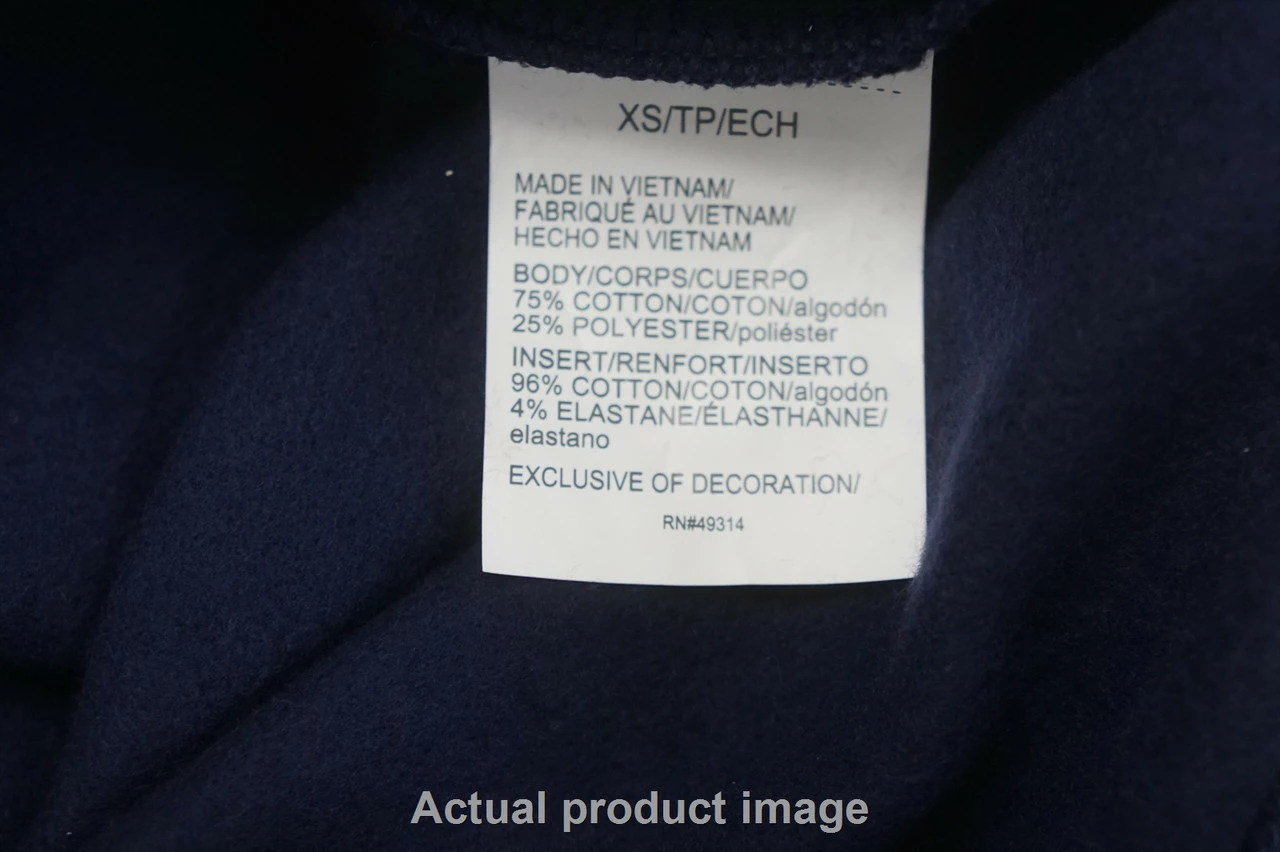 XS/TP/ECH
MADE IN VIETNAM/
FABRIQUÉ AU VIETNAM/
HECHO EN VIETNAM
BODY/CORPS/CUERPO
75% COTTON/COTON/algodón
25% POLYESTER/poliéster
INSERT/RENFORT/INSERTO
96% COTTON/COTON/algodón
4% ELASTANE/ÉLASTHANNE/
elastano
EXCLUSIVE OF DECORATION/
RN#49314
Actual product image